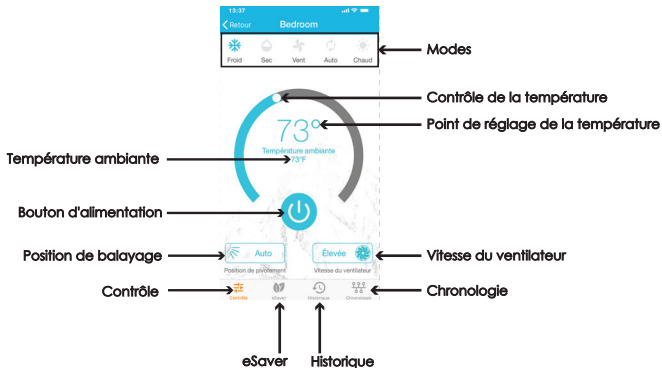 13:37
Retour Bedroom
Froid Sec Vent Auto Chaud
Modes
Contrôle de la température
73°
Point de réglage de la température
Température ambiante
73°F
Température ambiante
Bouton d'alimentation
Position de balayage
Auto
Élevée
Vitesse du ventilateur
Position de pivotement
Vitesse du ventilateur
Contrôle
Contrôle
eSaver
Historique
Chronologie
Chronologie
eSaver
Historique